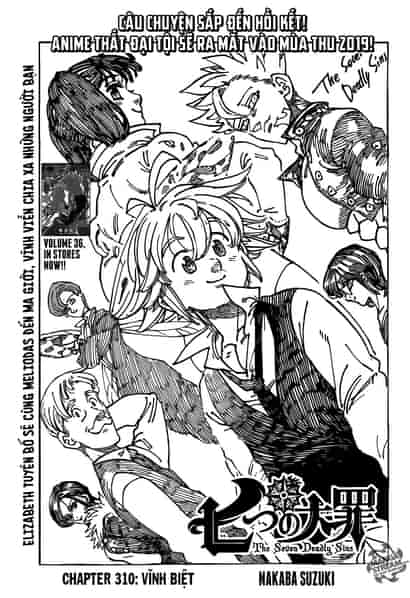 CÂU CHUYỆN SẮP ĐẾN HỒI KẾT!
ANIME THẤT ĐẠI TỘI SẼ RA MẮT VÀO MÙA THU 2019!
The Seven
Deadly Sins
ELIZABETH TUYÊN BỐ SẼ CÙNG MELIODAS ĐẾN MA GIỚI, VĨNH VIỄN CHIA XA NHỮNG NGƯỜI BẠN
VOLUME 36.
IN STORES
NOW!!
七つの大罪
The Seven Deadly Sins
CHAPTER 310: VĨNH BIỆT
NAKABA SUZUKI